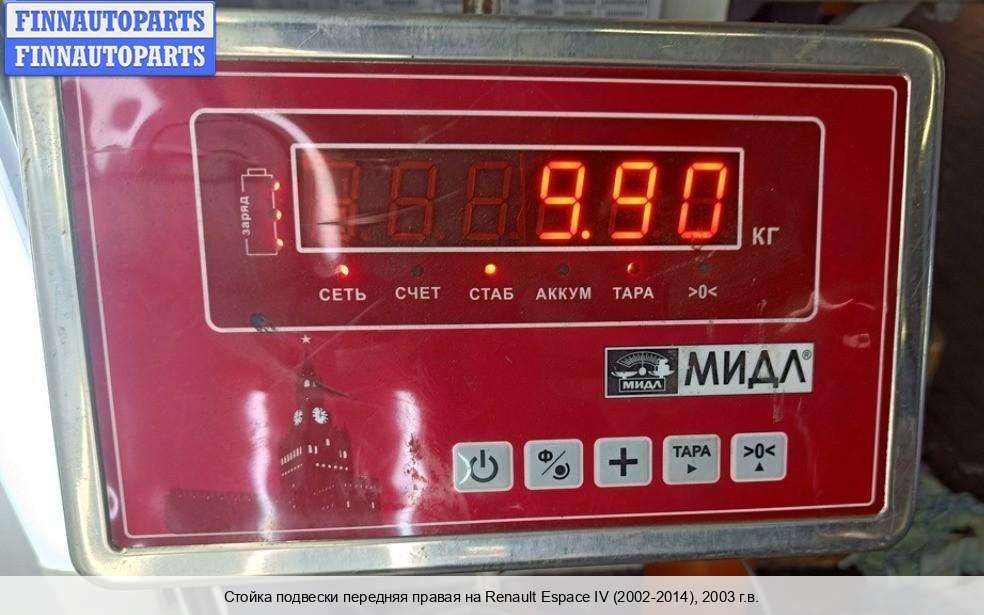 FINNAUTOPARTS
FINNAUTOPARTS
заряд
9.90
КГ
СЕТЬ СЧЕТ СТАБ АККУМ ТАРА >0<
МИДЛ МИДЛ®
Ф/ + ТАРА >0<
Стойка подвески передняя правая на Renault Espace IV (2002-2014), 2003 г.в.